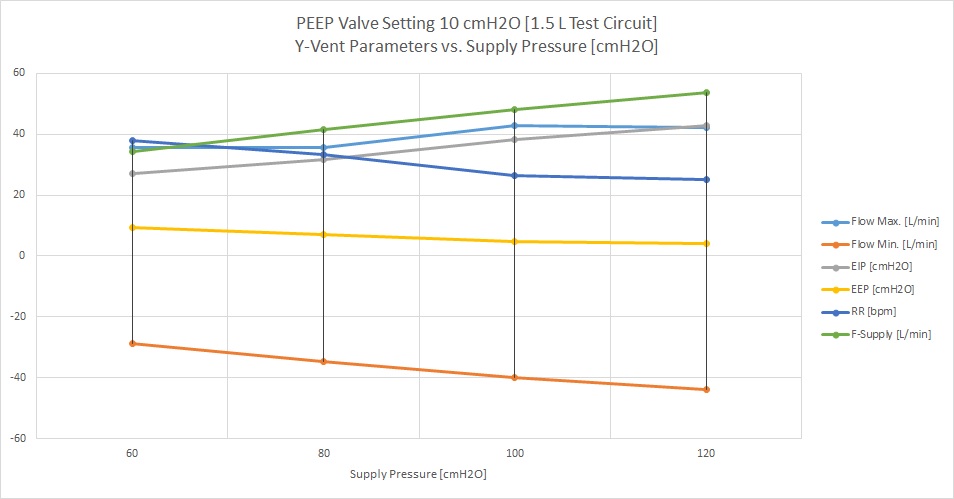 PEEP Valve Setting 10 cmH2O [1.5 L Test Circuit]
Y-Vent Parameters vs. Supply Pressure [cmH2O]
60
40
20
0
-20
-40
-60
60
80
100
120
Supply Pressure [cmH2O]
Flow Max. [L/min]
Flow Min. [L/min]
EIP [cmH2O]
EEP [cmH2O]
RR [bpm]
F-Supply [L/min]